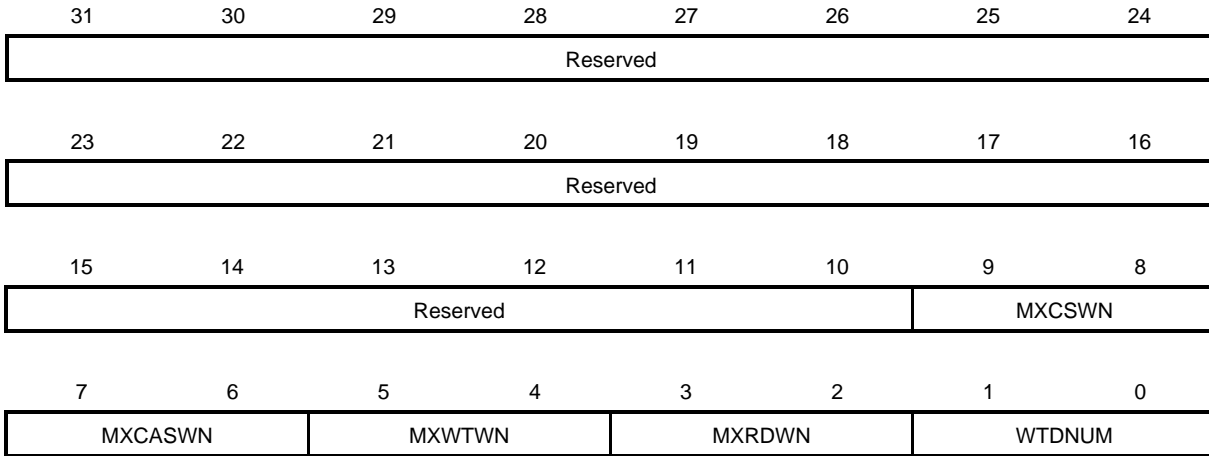 31 30 29 28 27 26 25 24
Reserved
23 22 21 20 19 18 17 16
Reserved
15 14 13 12 11 10 9 8
Reserved MXCSWN
7 6 5 4 3 2 1 0
MXCASWN MXWTWN MXRDWN WTDNUM